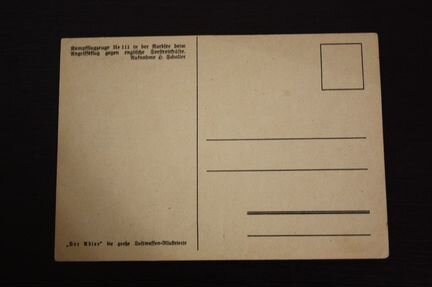 Kampfflugzeuge He 111 in der Nordsee beim
Angriffsflug gegen englische Seestreitkräfte.
Aufnahme H. Schaller
„Der Adler“ die große Luftwaffen-Illustrierte